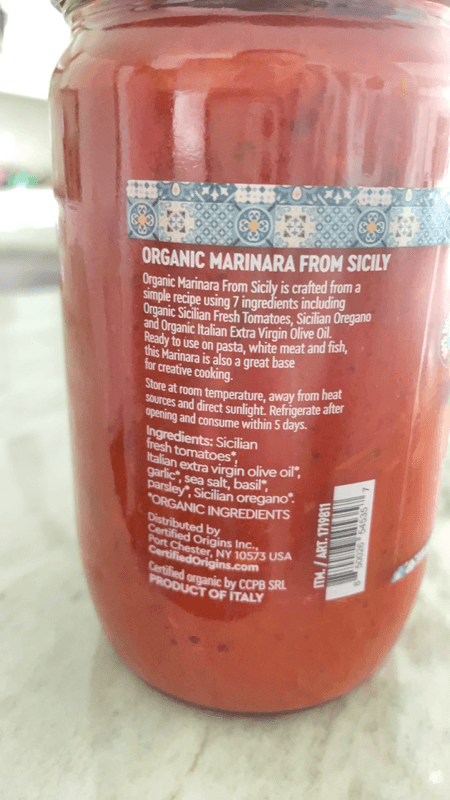 ORGANIC MARINARA FROM SICILY
Organic Marinara From Sicily is crafted from a
simple recipe using 7 ingredients including
Organic Sicilian Fresh Tomatoes, Sicilian Oregano
and Organic Italian Extra Virgin Olive Oil.
Ready to use on pasta, white meat and fish,
this Marinara is also a great base
for creative cooking.
Store at room temperature, away from heat
sources and direct sunlight. Refrigerate after
opening and consume within 5 days.
Ingredients: Sicilian
fresh tomatoes*,
Italian extra virgin olive oil*,
garlic*, sea salt, basil*,
parsley*, Sicilian oregano*.
*ORGANIC INGREDIENTS
Distributed by
Certified Origins Inc.,
Port Chester, NY 10573 USA
CertifiedOrigins.com
Certified organic by CCPB SRL
PRODUCT OF ITALY
ITM. / ART. 1719811